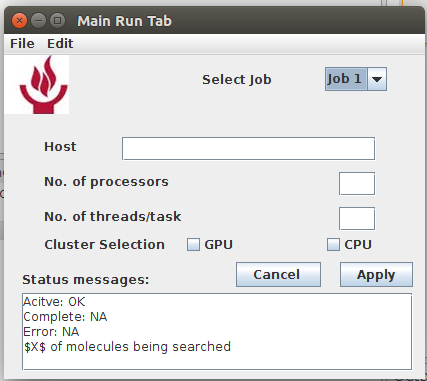 Main Run Tab
File Edit
Select Job Job 1
Host
No. of processors
No. of threads/task
Cluster Selection GPU CPU
Cancel Apply
Status messages:
Acitve: OK
Complete: NA
Error: NA
$X$ of molecules being searched